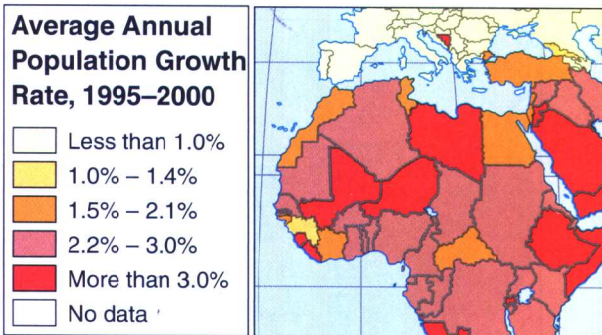 Average Annual
Population Growth
Rate, 1995–2000
Less than 1.0%
1.0% – 1.4%
1.5% – 2.1%
2.2% – 3.0%
More than 3.0%
No data